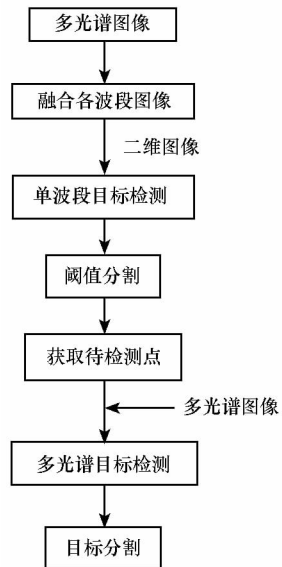 多光谱图像
融合各波段图像
二维图像
单波段目标检测
阈值分割
获取待检测点
多光谱图像
多光谱目标检测
目标分割